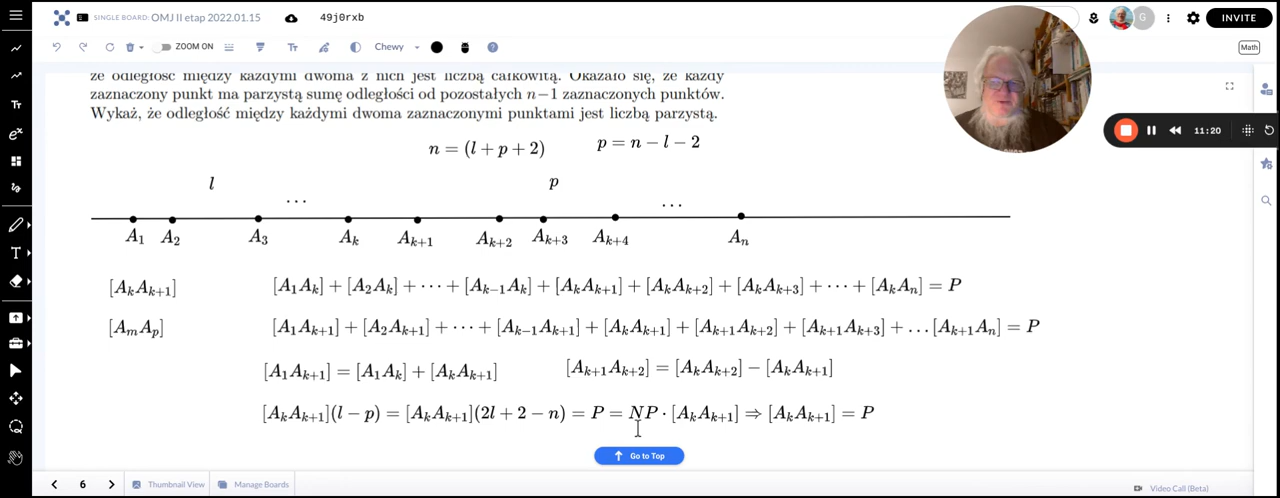 SINGLE BOARD: OMJ II etap 2022.01.15 49j0rxb G INVITE
ZOOM ON Chewy Math
że odległość między każdymi dwoma z nich jest liczbą całkowitą. Okazało się, że każdy
zaznaczony punkt ma parzystą sumę odległości od pozostałych n−1 zaznaczonych punktów.
Wykaż, że odległość między każdymi dwoma zaznaczonymi punktami jest liczbą parzystą.
11:20
n = (l + p + 2) p = n − l − 2
l p
... ...
A₁ A₂ A₃ Aₖ Aₖ₊₁ Aₖ₊₂ Aₖ₊₃ Aₖ₊₄ Aₙ
[AₖAₖ₊₁] [A₁Aₖ] + [A₂Aₖ] + ⋯ + [Aₖ₋₁Aₖ] + [AₖAₖ₊₁] + [AₖAₖ₊₂] + [AₖAₖ₊₃] + ⋯ + [AₖAₙ] = P
[AₘAₚ] [A₁Aₖ₊₁] + [A₂Aₖ₊₁] + ⋯ + [Aₖ₋₁Aₖ₊₁] + [AₖAₖ₊₁] + [Aₖ₊₁Aₖ₊₂] + [Aₖ₊₁Aₖ₊₃] + …[Aₖ₊₁Aₙ] = P
[A₁Aₖ₊₁] = [A₁Aₖ] + [AₖAₖ₊₁] [Aₖ₊₁Aₖ₊₂] = [AₖAₖ₊₂] − [AₖAₖ₊₁]
[AₖAₖ₊₁](l − p) = [AₖAₖ₊₁](2l + 2 − n) = P = NP · [AₖAₖ₊₁] ⇒ [AₖAₖ₊₁] = P
Go to Top
6 Thumbnail View Manage Boards Video Call (Beta)